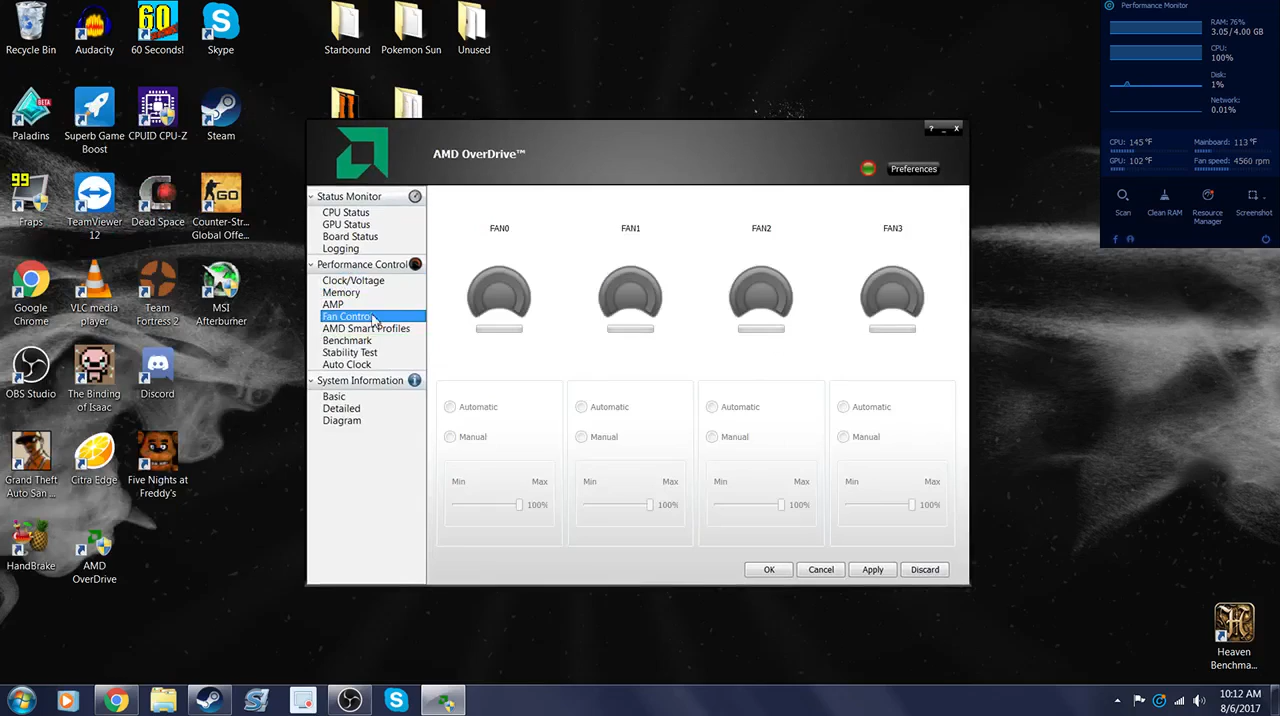 Recycle Bin
Audacity
60
SECONDS!
60 Seconds!
Skype
Starbound
Pokemon Sun
Unused
BETA
Paladins
Superb Game
Boost
CPUID CPU-Z
Steam
99
Fraps
TeamViewer
12
Dead Space
GO
Counter-Str...
Global Offe...
Google
Chrome
VLC media
player
Team
Fortress 2
MSI
Afterburner
OBS Studio
The Binding
of Isaac
Discord
Grand Theft
Auto San ...
Citra Edge
Five Nights at
Freddy's
HandBrake
AMD
OverDrive
AMD OverDrive™
?
Preferences
Status Monitor
CPU Status
GPU Status
Board Status
Logging
Performance Control
Clock/Voltage
Memory
AMP
Fan Control
AMD Smart Profiles
Benchmark
Stability Test
Auto Clock
System Information
Basic
Detailed
Diagram
FAN0 FAN1 FAN2 FAN3
Automatic Automatic Automatic Automatic
Manual Manual Manual Manual
Min Max Min Max Min Max Min Max
100% 100% 100% 100%
OK Cancel Apply Discard
Performance Monitor
RAM: 76%
3.05/4.00 GB
CPU:
100%
Disk:
1%
Network:
0.01%
CPU: 145 °F Mainboard: 113 °F
GPU: 102 °F Fan speed: 4560 rpm
Scan
Clean RAM
Resource
Manager
Screenshot
Heaven
Benchma...
10:12 AM
8/6/2017